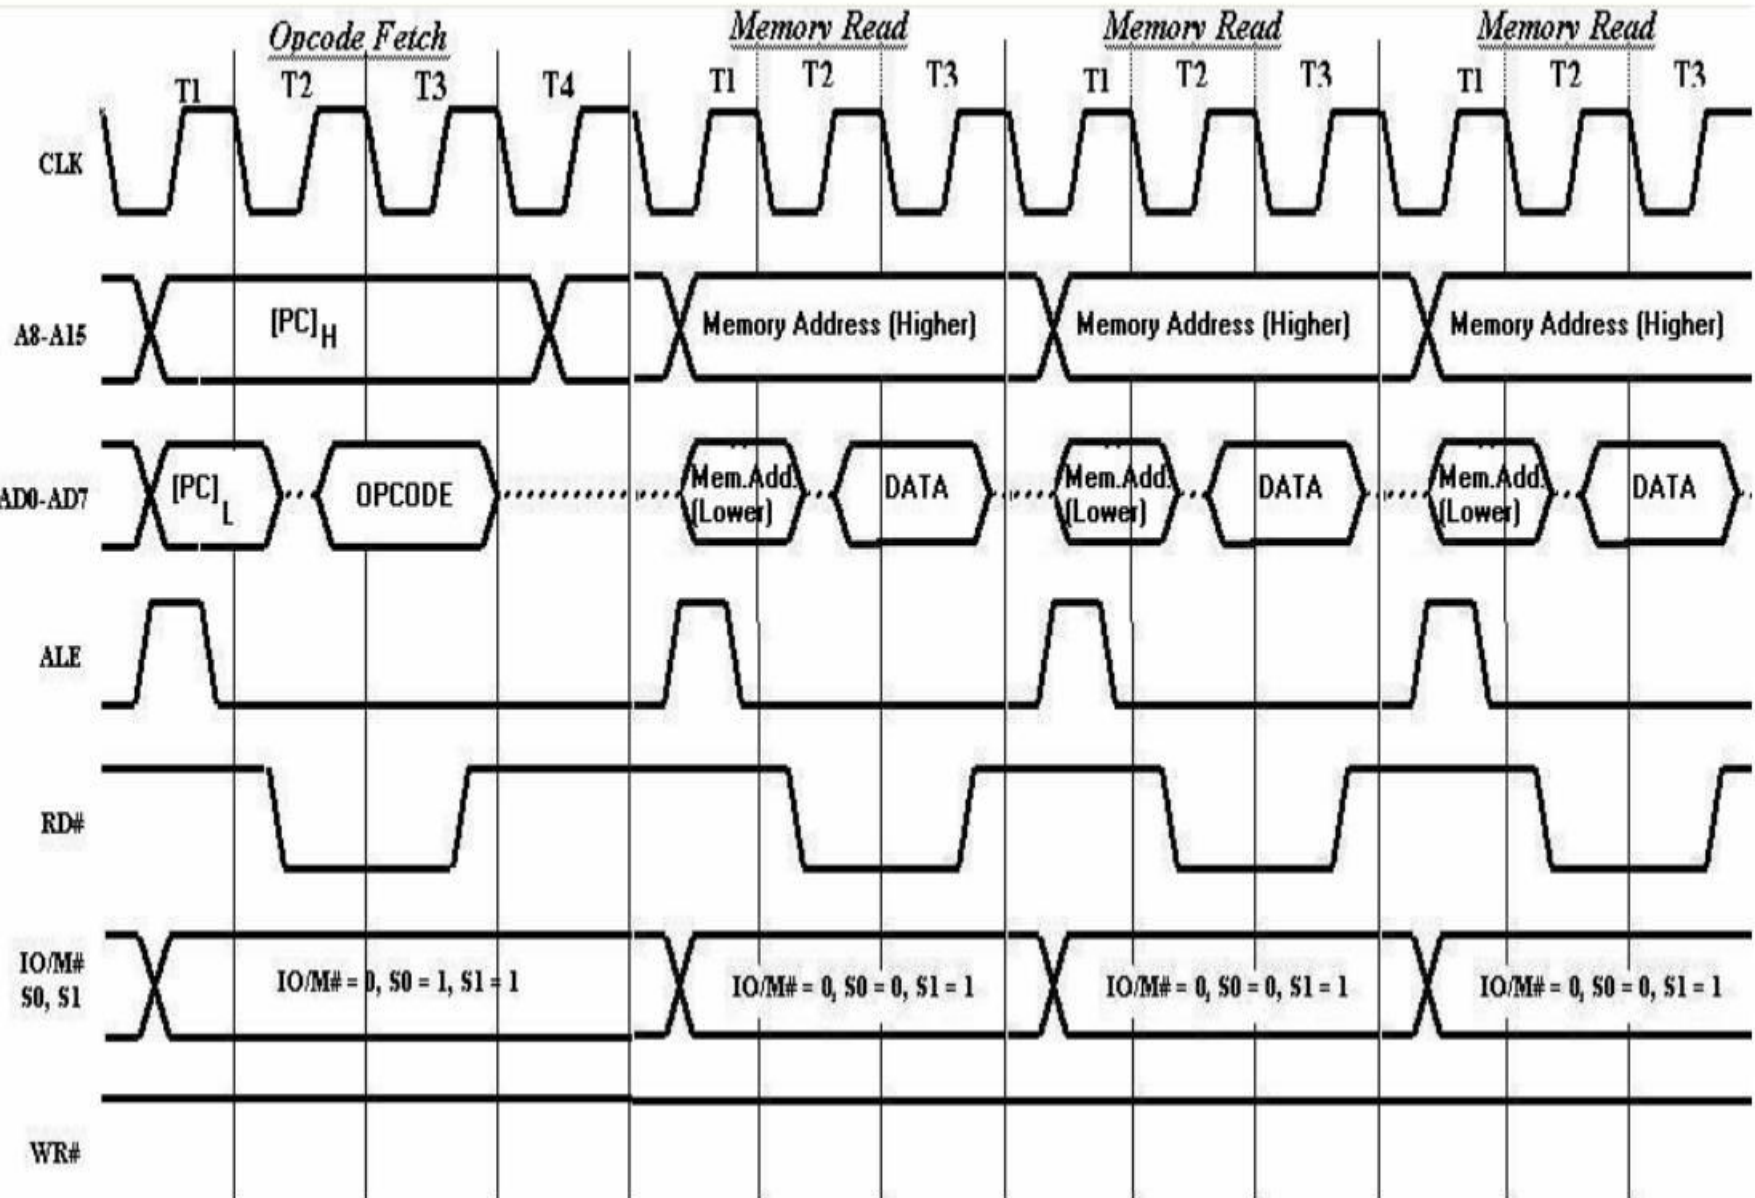 Opcode Fetch
Memory Read
Memory Read
Memory Read
T1 T2 T3 T4 T1 T2 T3 T1 T2 T3 T1 T2 T3
CLK
A8-A15
[PC]H
Memory Address (Higher)
Memory Address (Higher)
Memory Address (Higher)
AD0-AD7
[PC]L
OPCODE
Mem.Add.
(Lower)
DATA
Mem.Add.
(Lower)
DATA
Mem.Add.
(Lower)
DATA
ALE
RD#
IO/M#
S0, S1
IO/M# = 0, S0 = 1, S1 = 1
IO/M# = 0, S0 = 0, S1 = 1
IO/M# = 0, S0 = 0, S1 = 1
IO/M# = 0, S0 = 0, S1 = 1
WR#